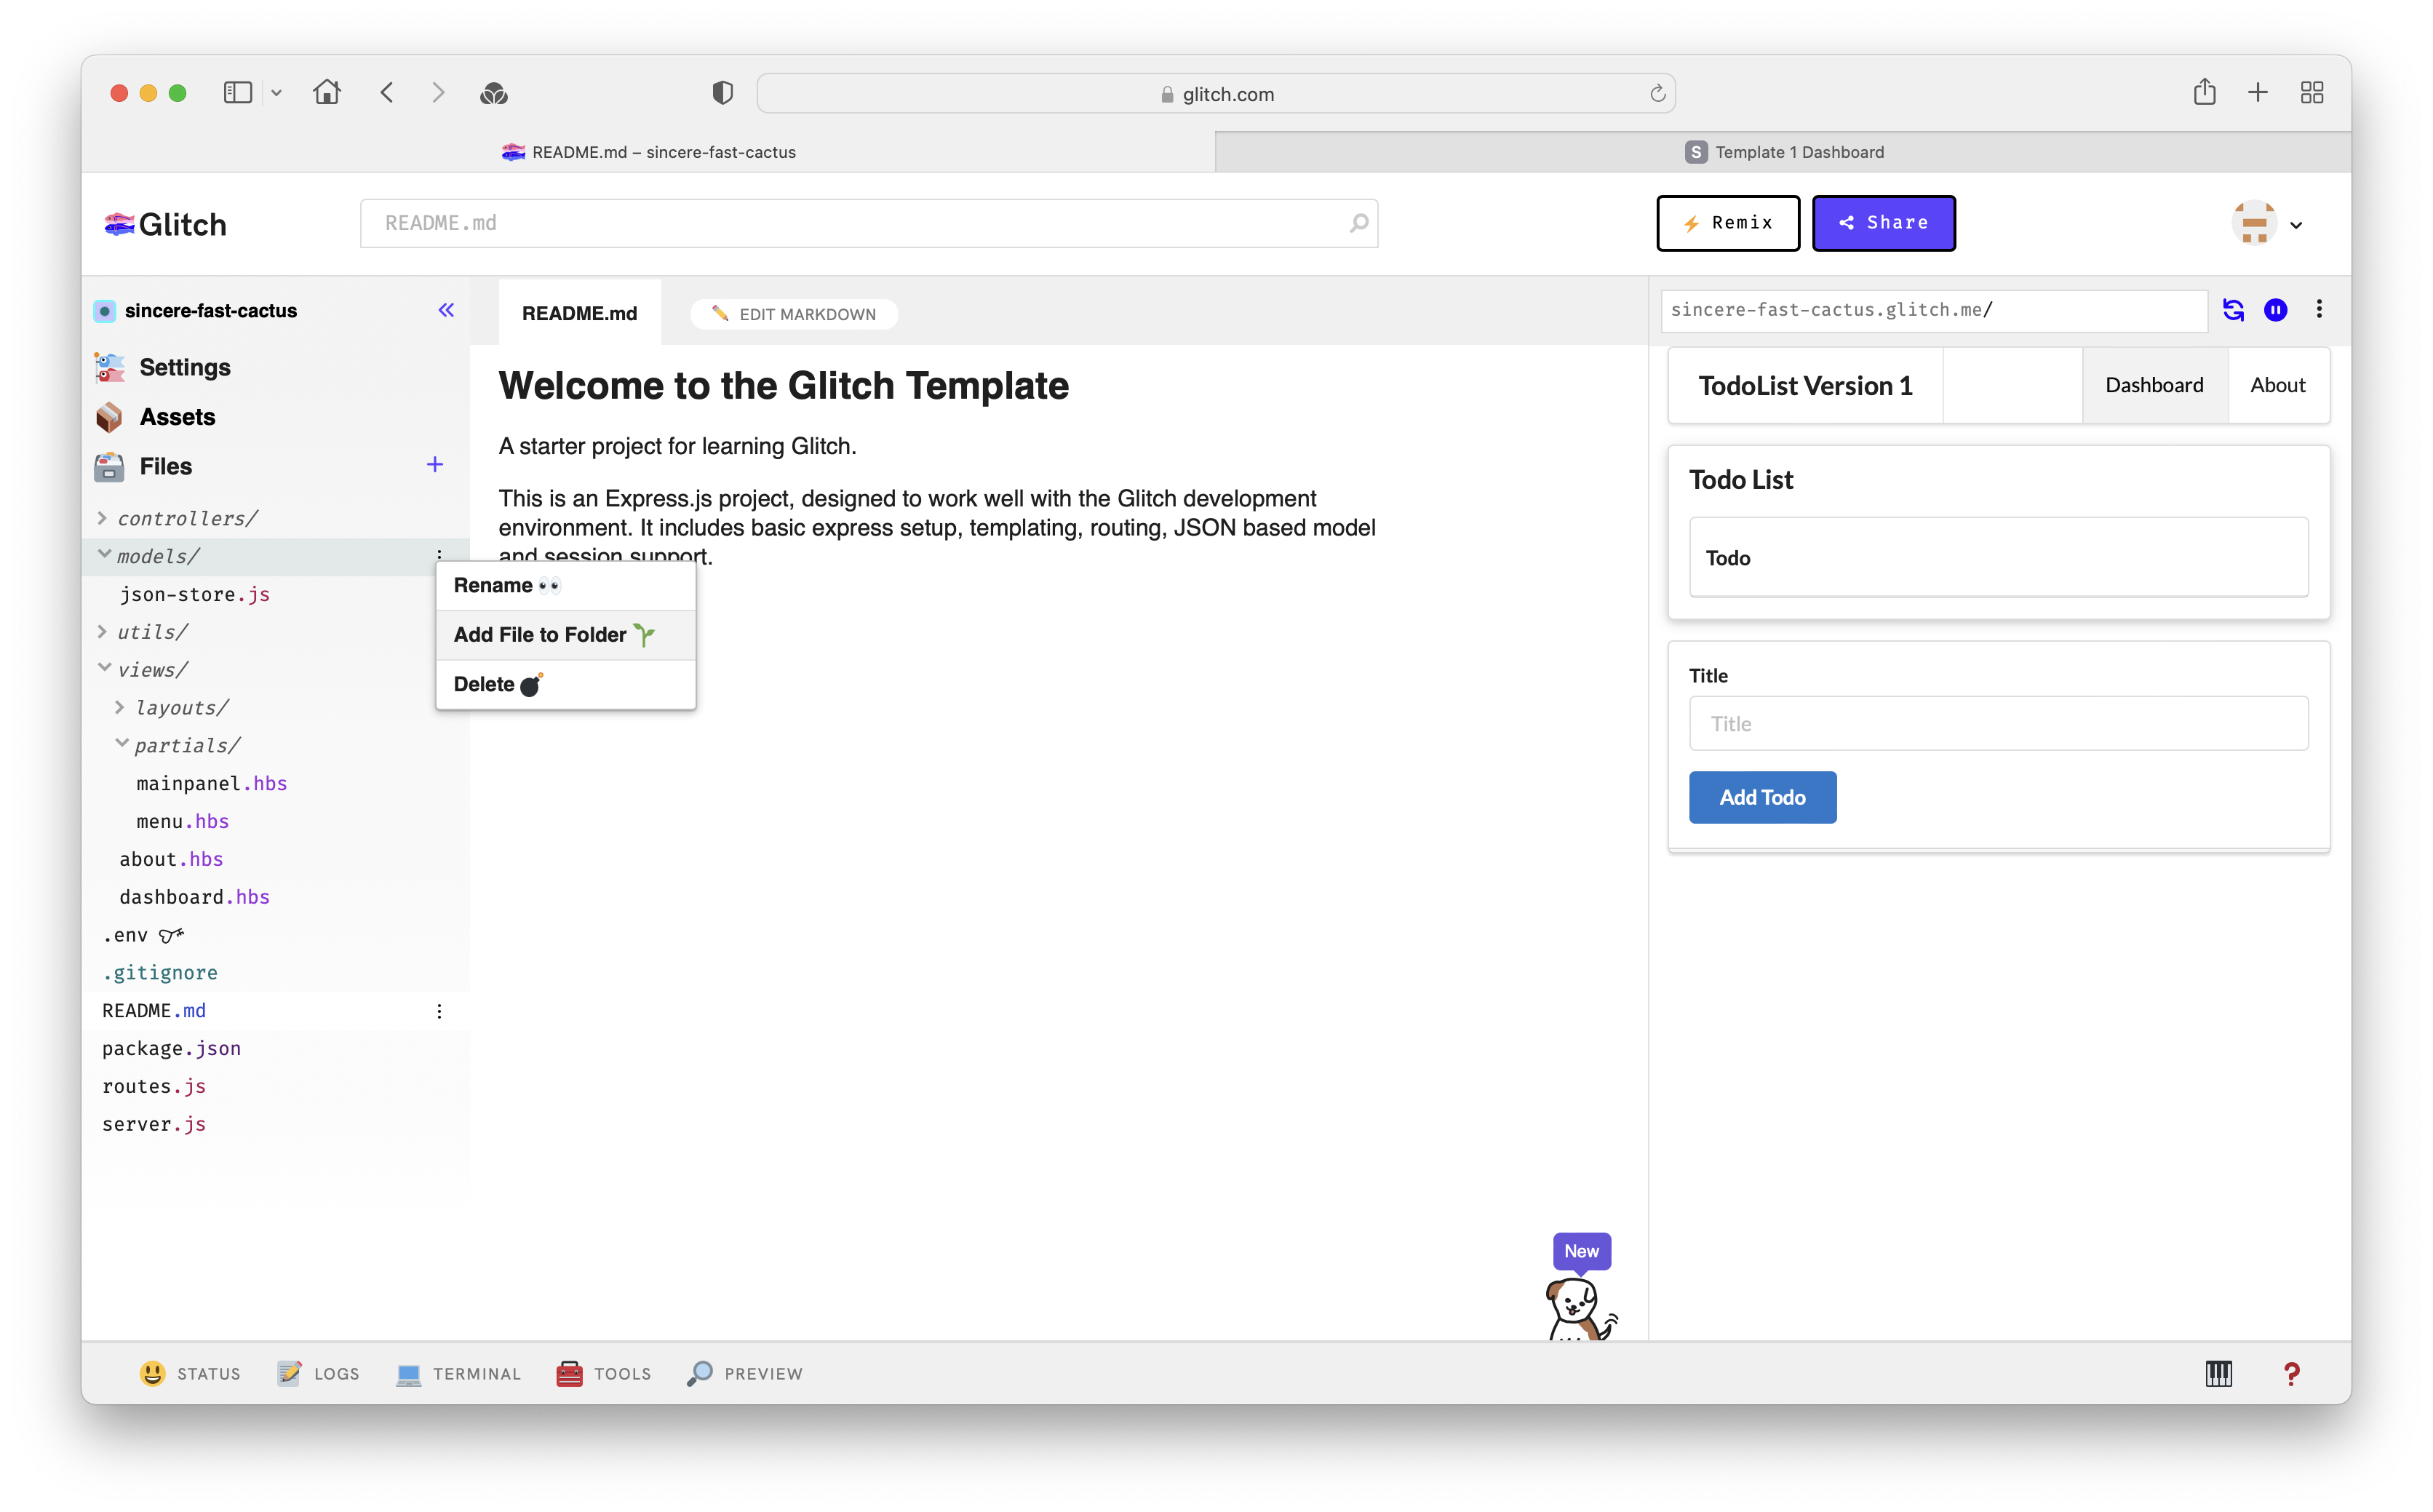 glitch.com
README.md – sincere-fast-cactus
S Template 1 Dashboard
Glitch
README.md
Remix
Share
sincere-fast-cactus
Settings
Assets
Files
controllers/
models/
json-store.js
utils/
views/
layouts/
partials/
mainpanel.hbs
menu.hbs
about.hbs
dashboard.hbs
.env
.gitignore
README.md
package.json
routes.js
server.js
README.md
EDIT MARKDOWN
Welcome to the Glitch Template
A starter project for learning Glitch.
This is an Express.js project, designed to work well with the Glitch development
environment. It includes basic express setup, templating, routing, JSON based model
and session support.
Rename
Add File to Folder
Delete
New
sincere-fast-cactus.glitch.me/
TodoList Version 1
Dashboard
About
Todo List
Todo
Title
Title
Add Todo
STATUS
LOGS
TERMINAL
TOOLS
PREVIEW
?